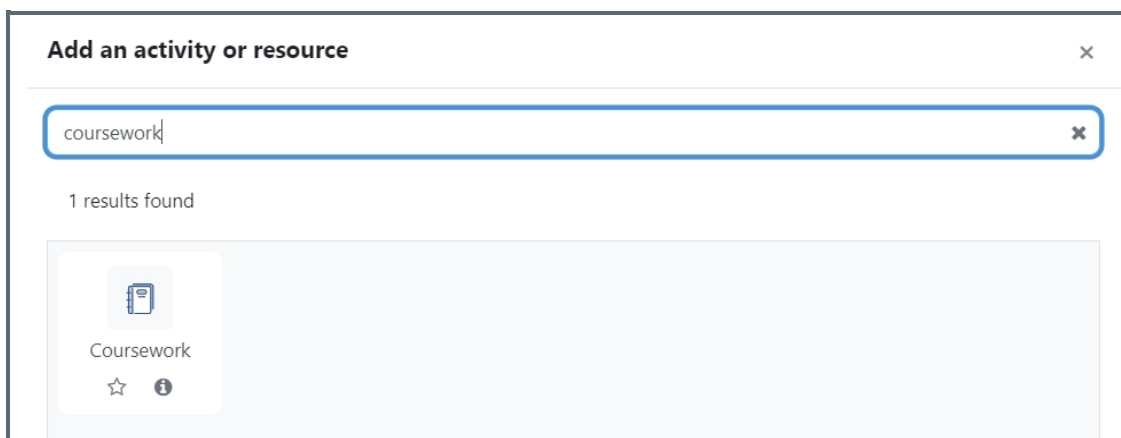 Add an activity or resource
coursework
1 results found
Coursework